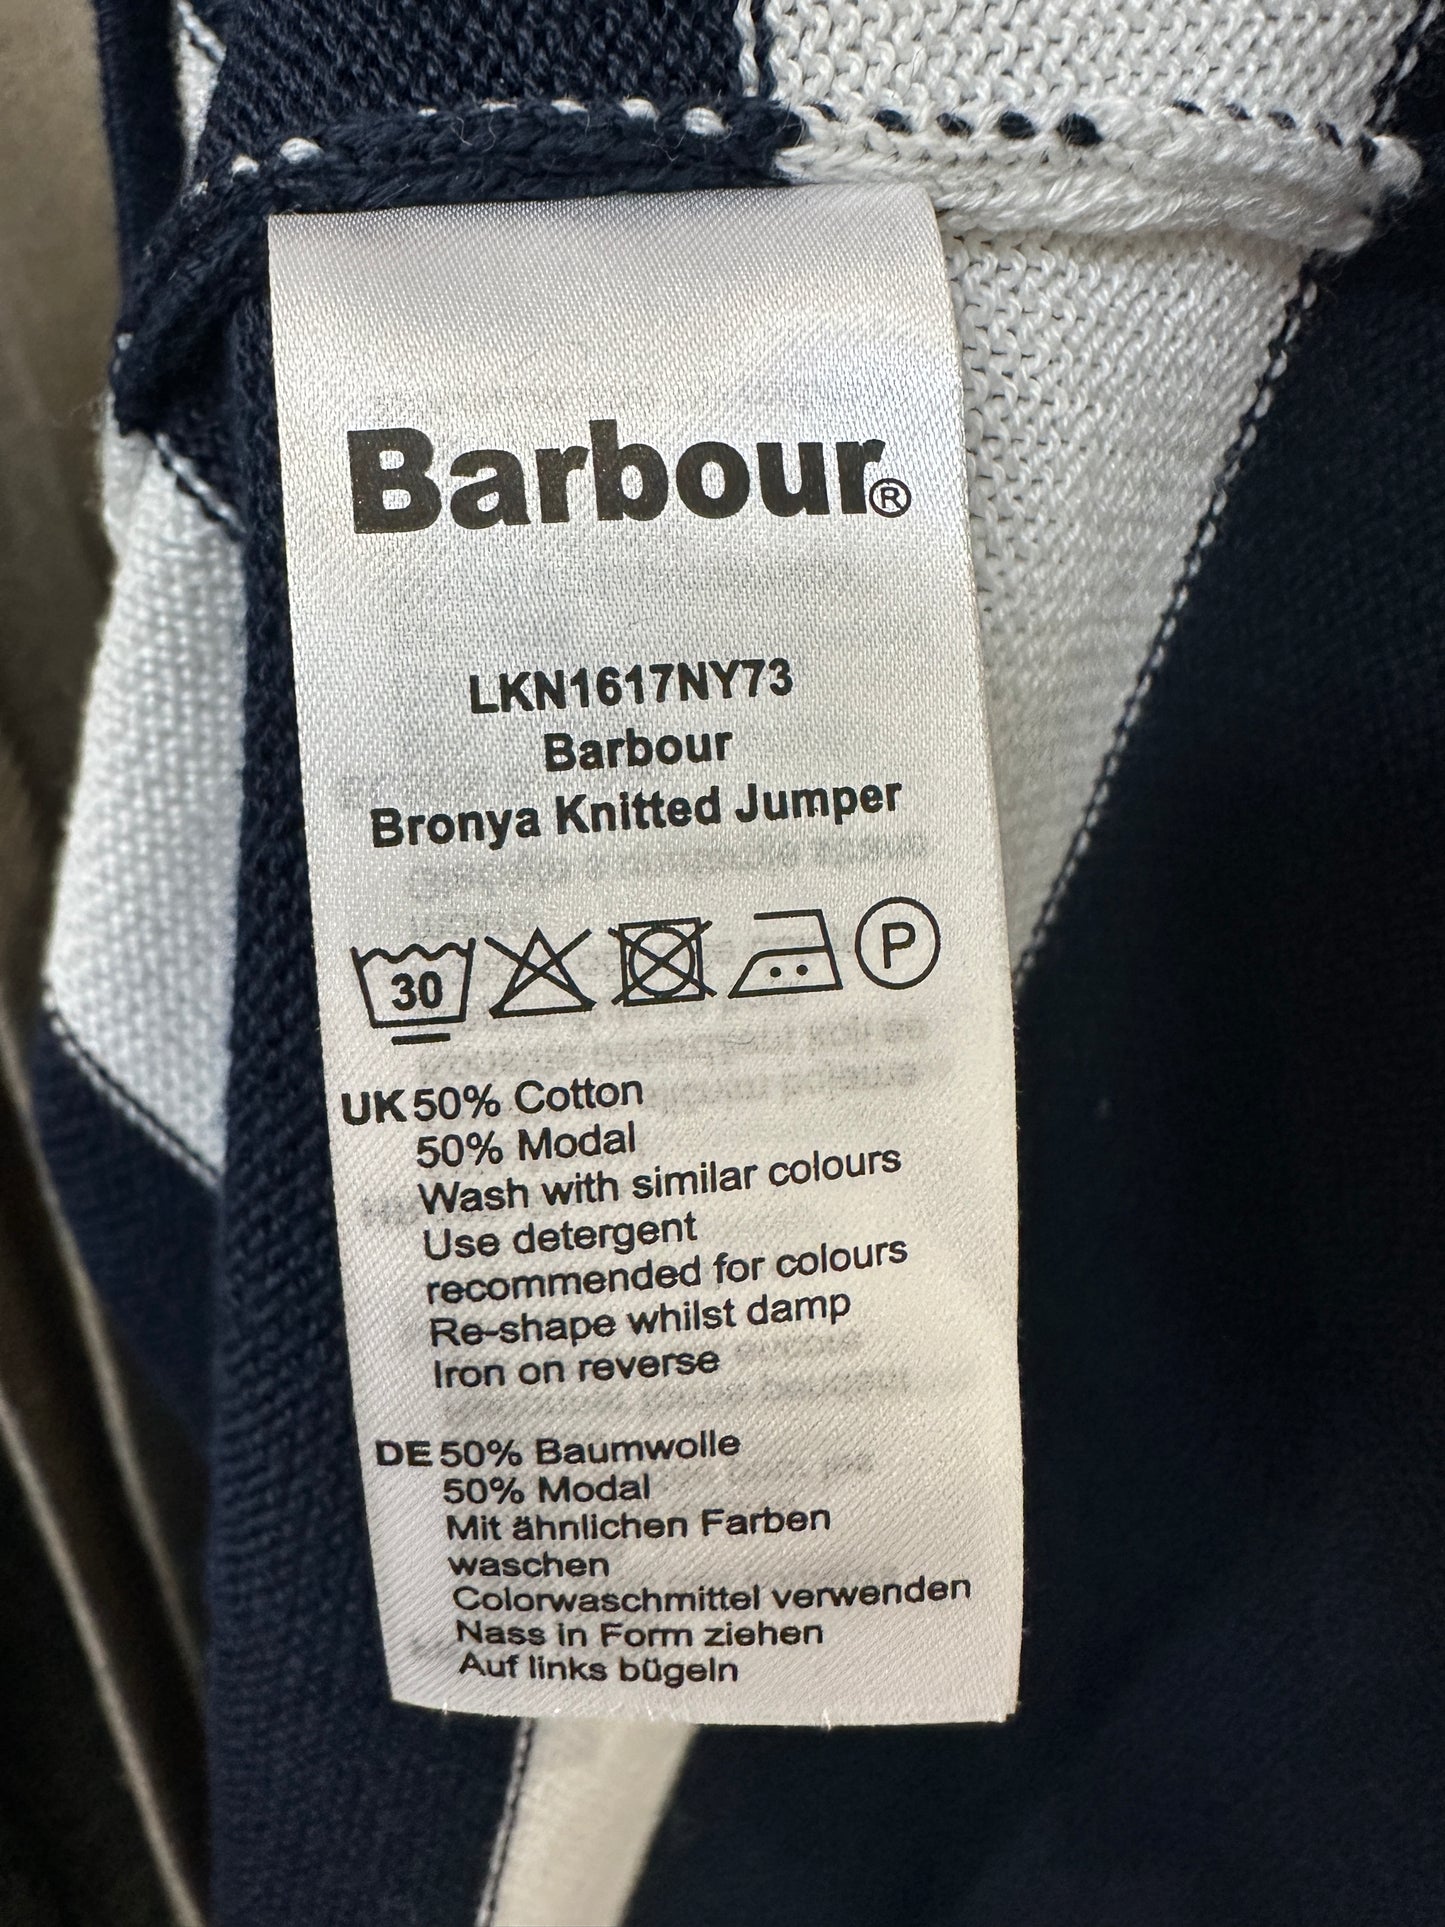 Barbour®
LKN1617NY73
Barbour
Bronya Knitted Jumper
30
P
UK 50% Cotton
50% Modal
Wash with similar colours
Use detergent
recommended for colours
Re-shape whilst damp
Iron on reverse
DE 50% Baumwolle
50% Modal
Mit ähnlichen Farben
waschen
Colorwaschmittel verwenden
Nass in Form ziehen
Auf links bügeln